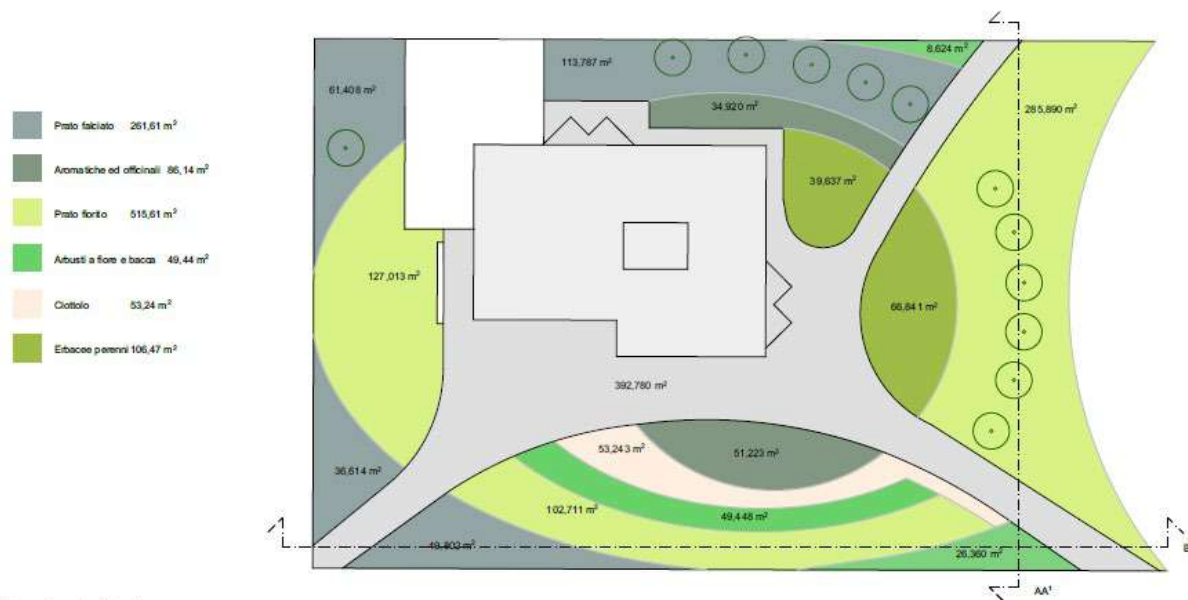 Prato falciato 261,61 m²
Aromatiche ed officinali 86,14 m²
Prato fiorito 515,61 m²
Arbusti a fiore e bacca 49,44 m²
Ciottolo 53,24 m²
Erbacee perenni 106,47 m²
8,624 m²
113,787 m²
61,408 m²
34,920 m²
285,890 m²
39,637 m²
127,013 m²
66,841 m²
392,780 m²
53,243 m²
51,223 m²
36,614 m²
102,711 m²
49,448 m²
49,802 m²
26,360 m²
B
AA¹